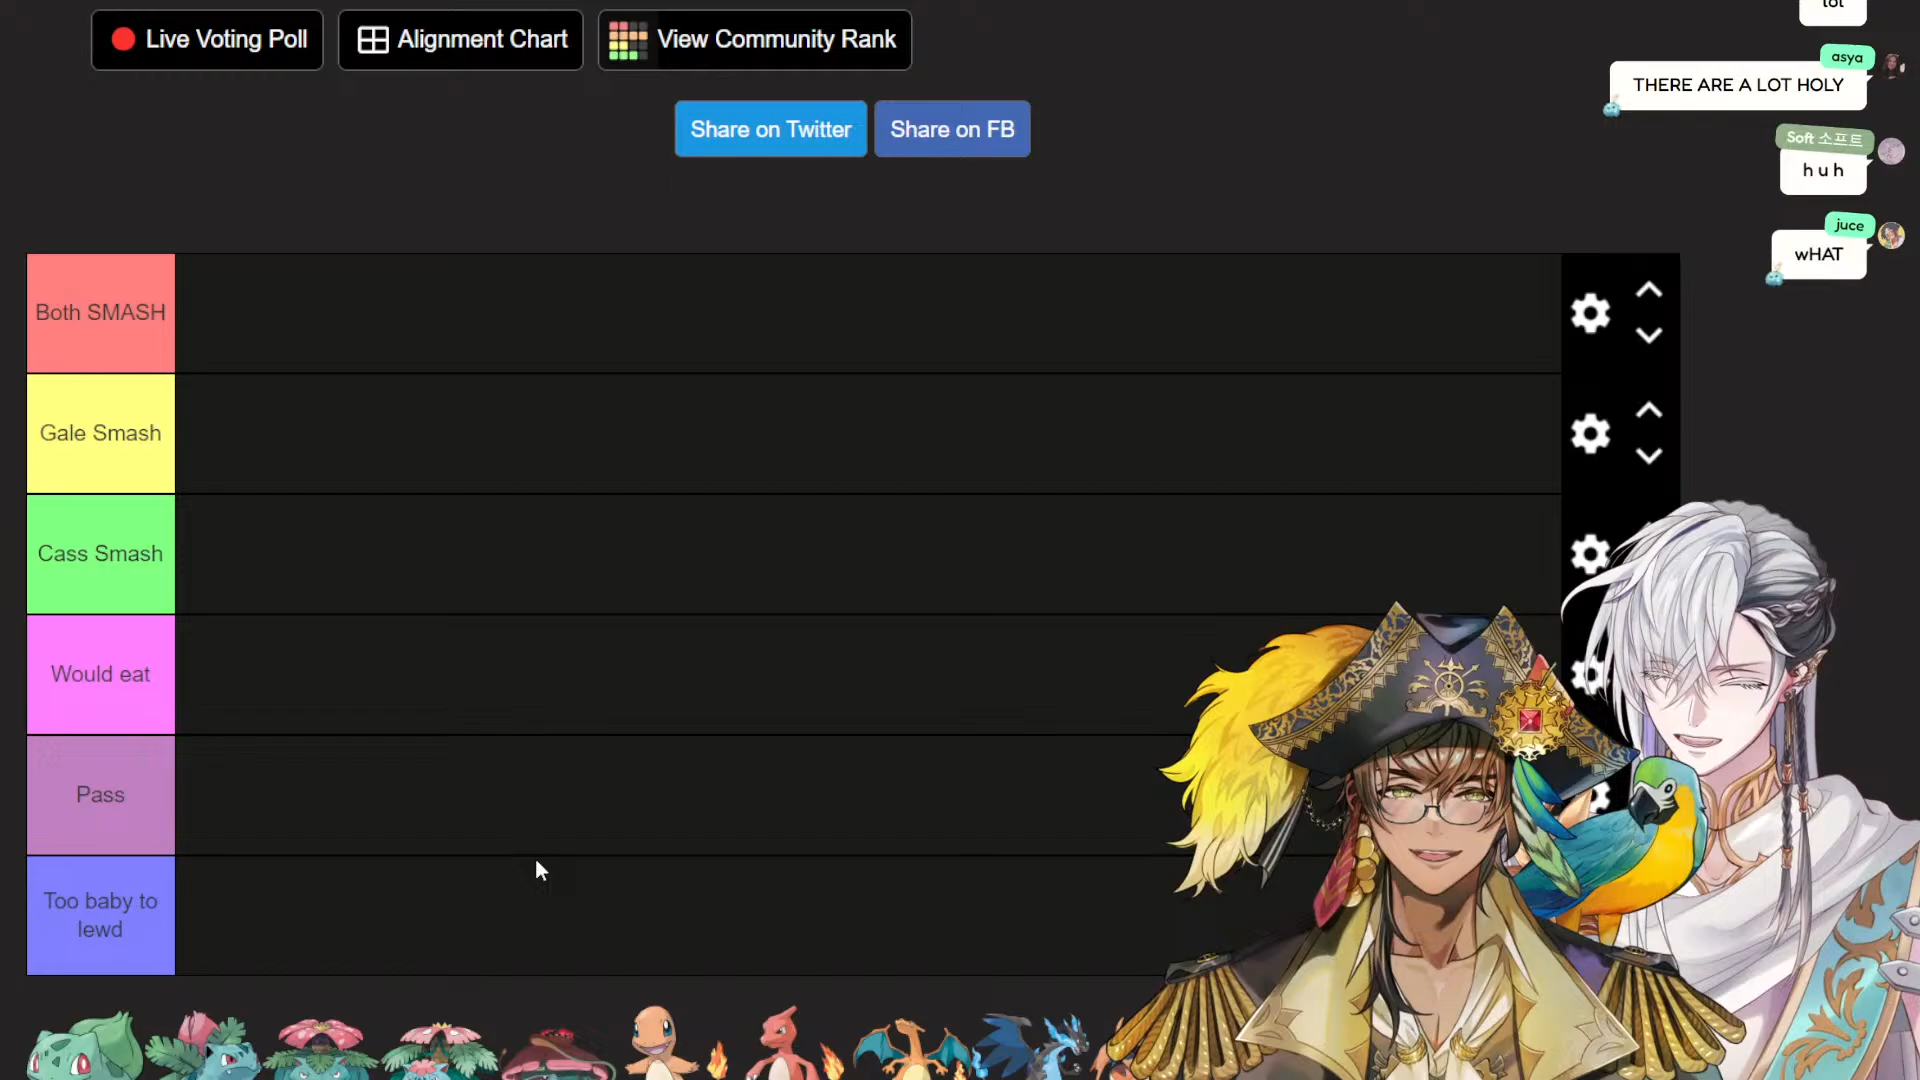 Live Voting Poll
Alignment Chart
View Community Rank
Share on Twitter
Share on FB
lol
asya
THERE ARE A LOT HOLY
Soft 소프트
h u h
juce
wHAT
Both SMASH
Gale Smash
Cass Smash
Would eat
Pass
Too baby to
lewd